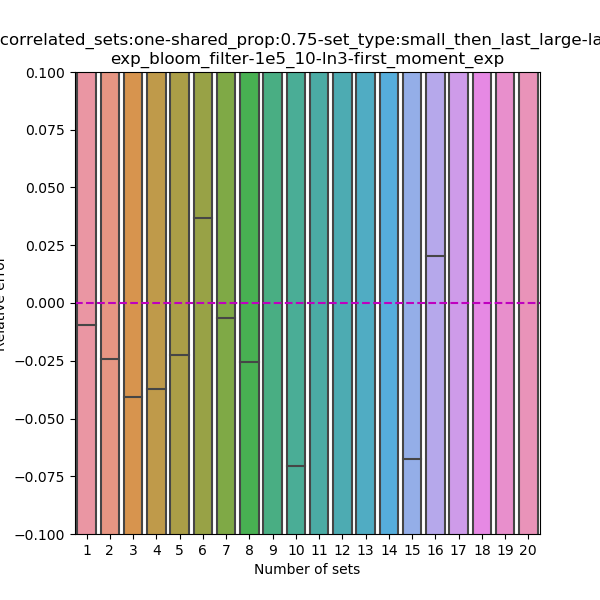 correlated_sets:one-shared_prop:0.75-set_type:small_then_last_large-la
exp_bloom_filter-1e5_10-ln3-first_moment_exp
0.100
0.075
0.050
0.025
0.000
−0.025
−0.050
−0.075
−0.100
Relative error
1 2 3 4 5 6 7 8 9 10 11 12 13 14 15 16 17 18 19 20
Number of sets